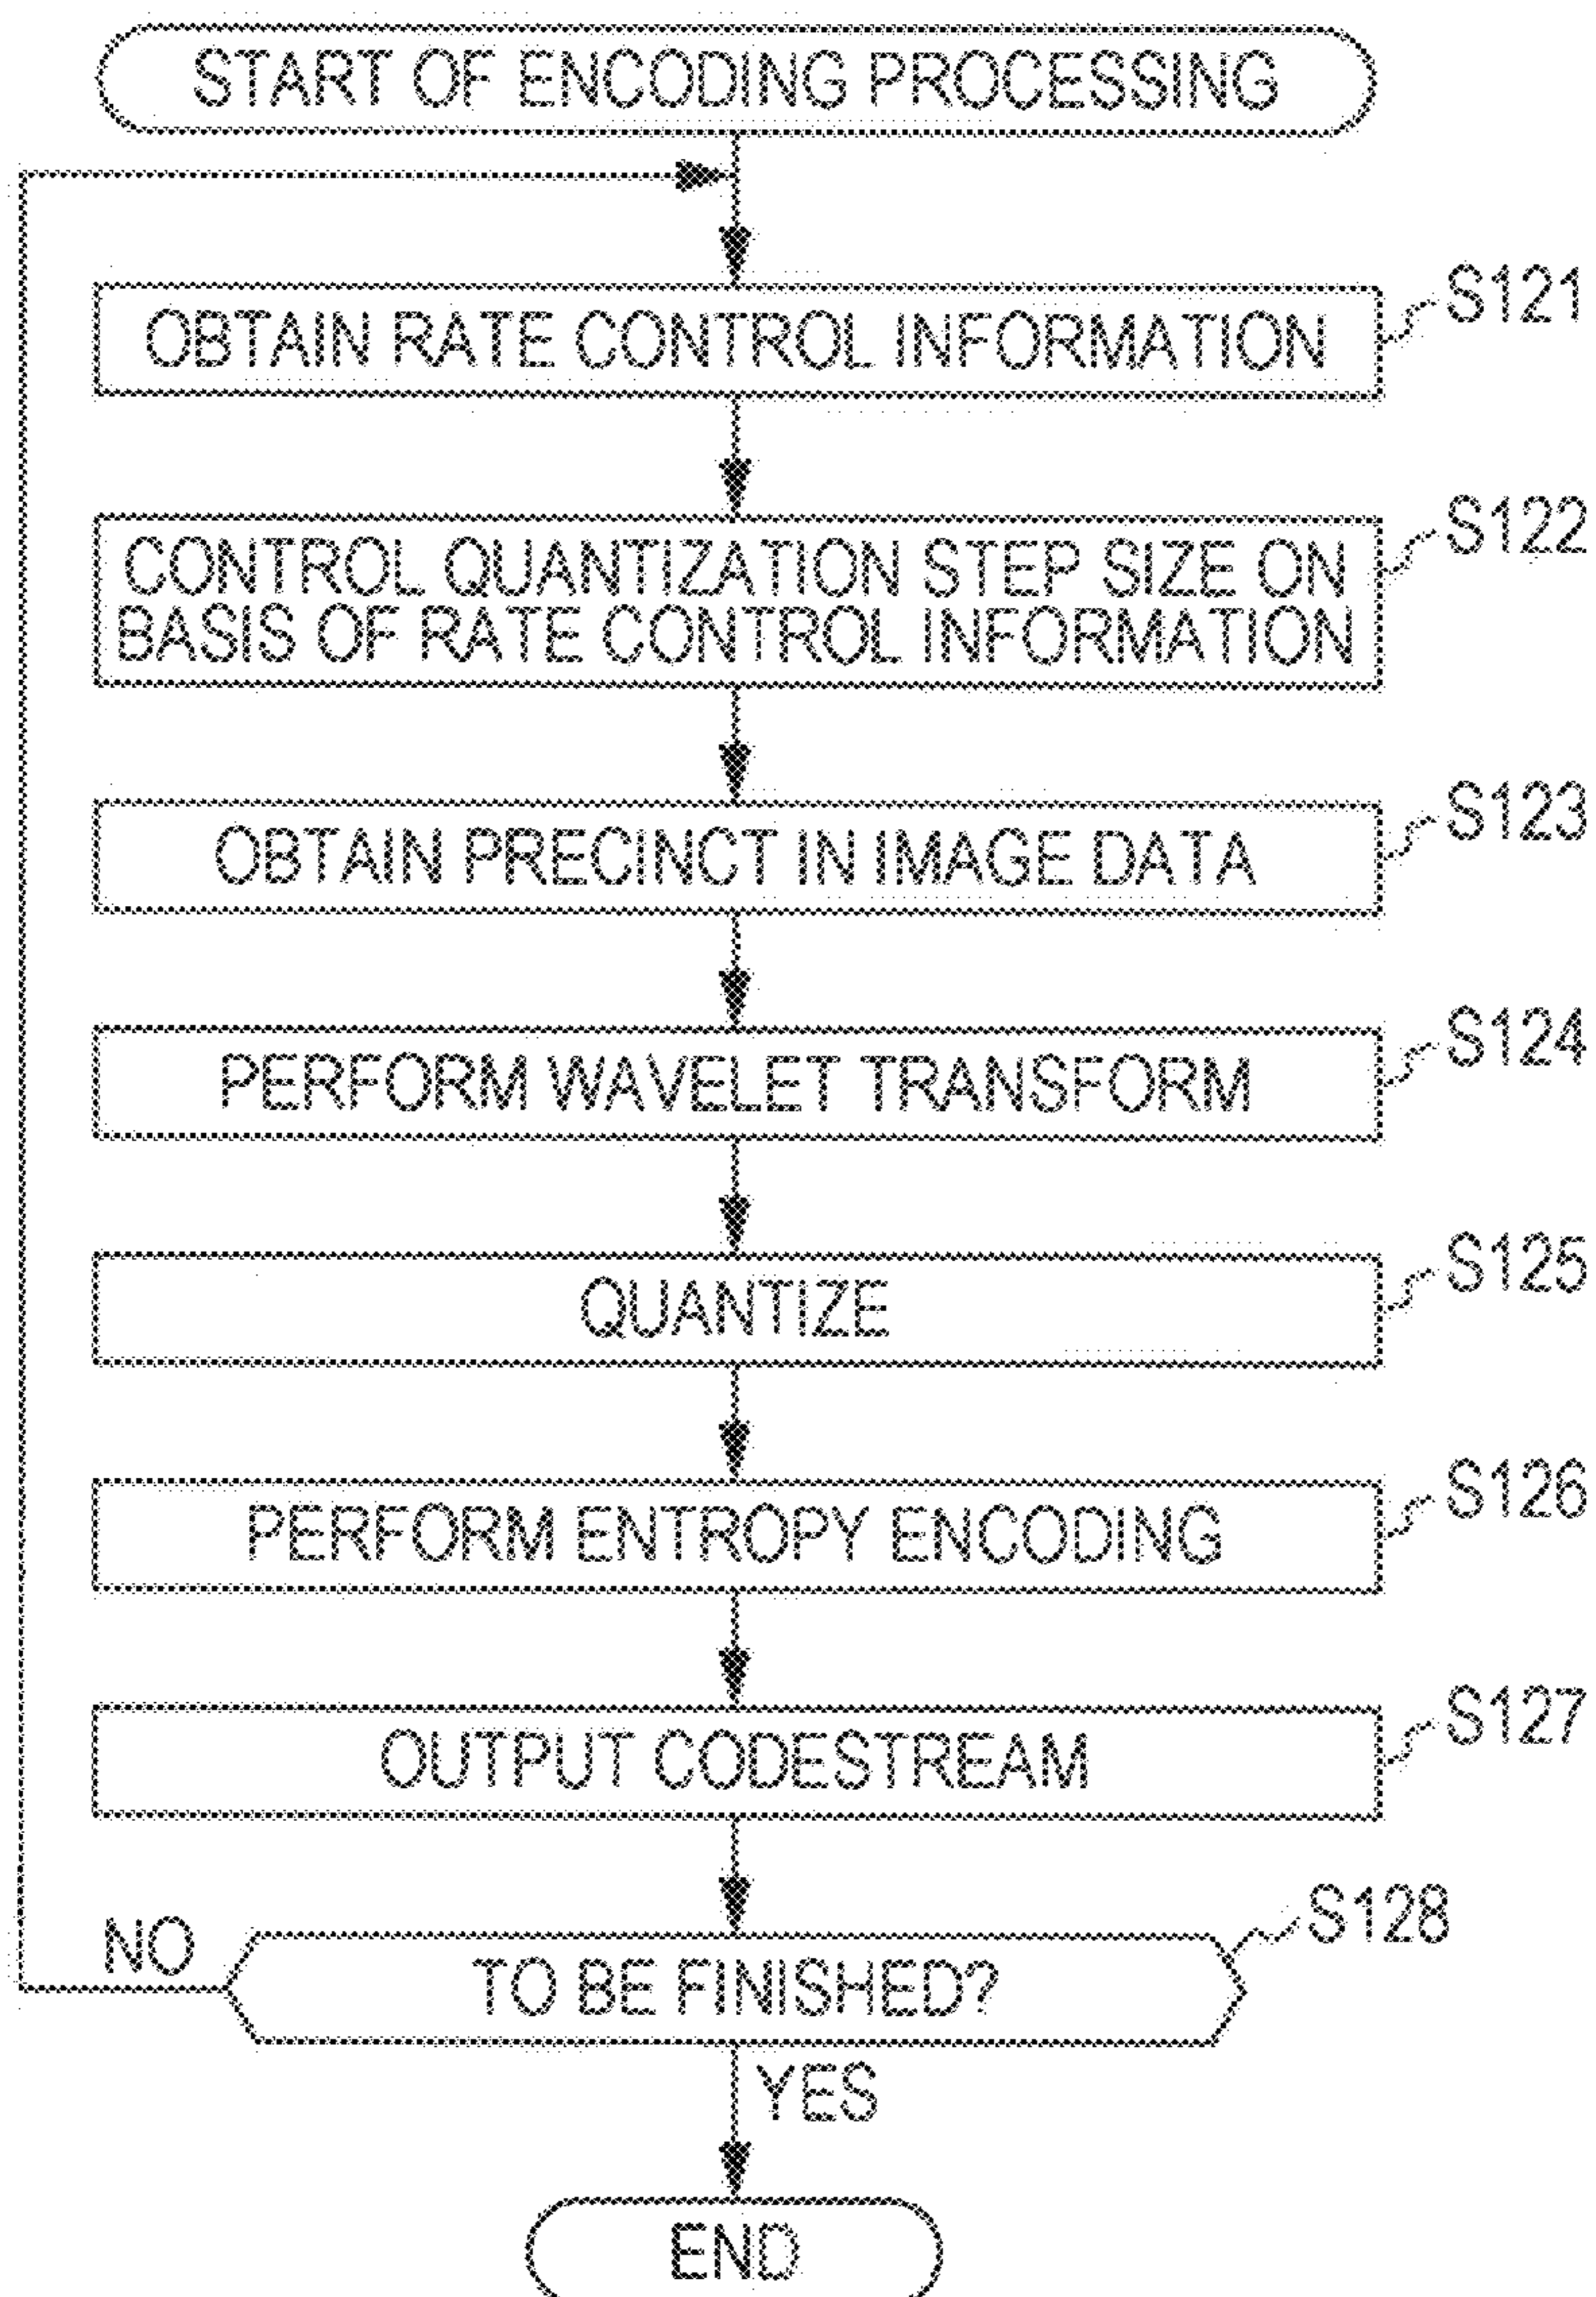 START OF ENCODING PROCESSING
OBTAIN RATE CONTROL INFORMATION
S121
CONTROL QUANTIZATION STEP SIZE ON
BASIS OF RATE CONTROL INFORMATION
S122
OBTAIN PRECINCT IN IMAGE DATA
S123
PERFORM WAVELET TRANSFORM
S124
QUANTIZE
S125
PERFORM ENTROPY ENCODING
S126
OUTPUT CODESTREAM
S127
NO
TO BE FINISHED?
S128
YES
END